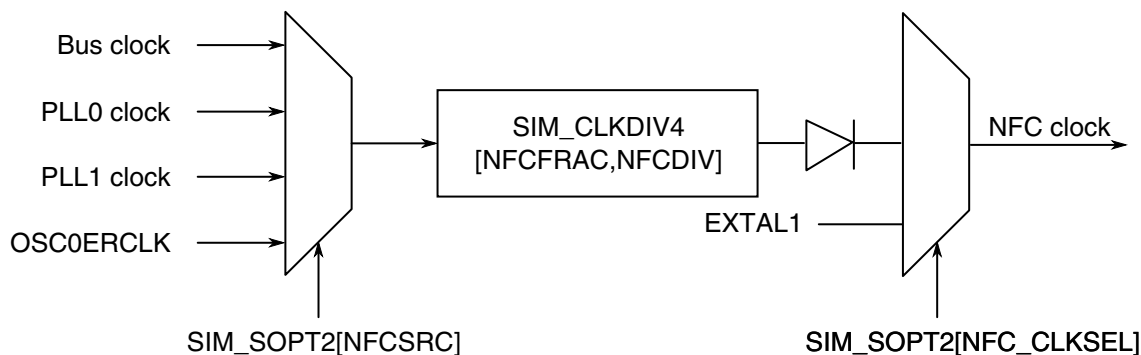 Bus clock
PLL0 clock
PLL1 clock
OSC0ERCLK
SIM_SOPT2[NFCSRC]
SIM_CLKDIV4
[NFCFRAC,NFCDIV]
EXTAL1
NFC clock
SIM_SOPT2[NFC_CLKSEL]